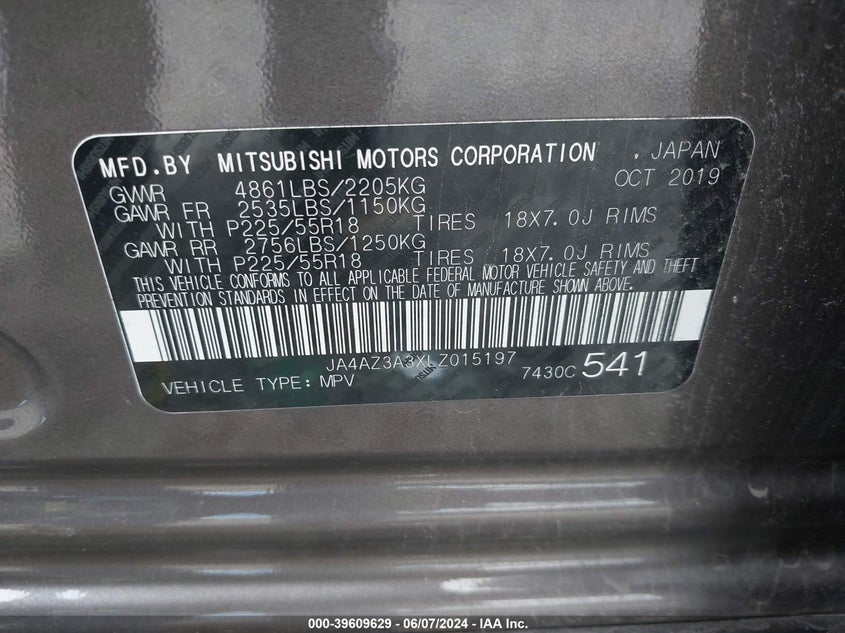 MFD.BY MITSUBISHI MOTORS CORPORATION , JAPAN
GVWR 4861LBS/2205KG OCT 2019
GAWR FR 2535LBS/1150KG
WITH P225/55R18 TIRES 18X7.0J RIMS
GAWR RR 2756LBS/1250KG
WITH P225/55R18 TIRES 18X7.0J RIMS
THIS VEHICLE CONFORMS TO ALL APPLICABLE FEDERAL MOTOR VEHICLE SAFETY AND THEFT
PREVENTION STANDARDS IN EFFECT ON THE DATE OF MANUFACTURE SHOWN ABOVE.
JA4AZ3A3XLZ015197
VEHICLE TYPE: MPV 7430C 541
000-39609629 - 06/07/2024 - IAA Inc.